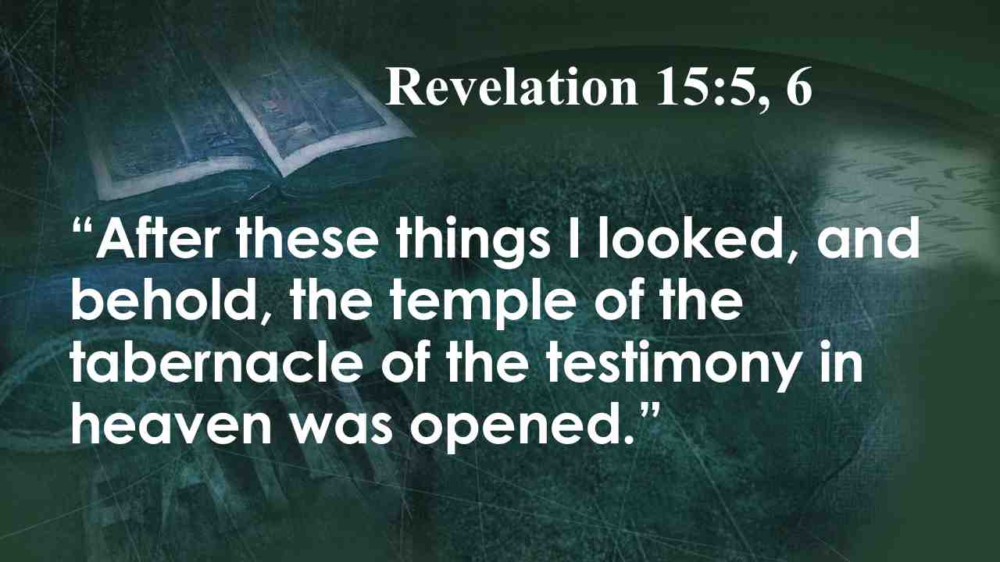 Revelation 15:5, 6
“After these things I looked, and
behold, the temple of the
tabernacle of the testimony in
heaven was opened.”